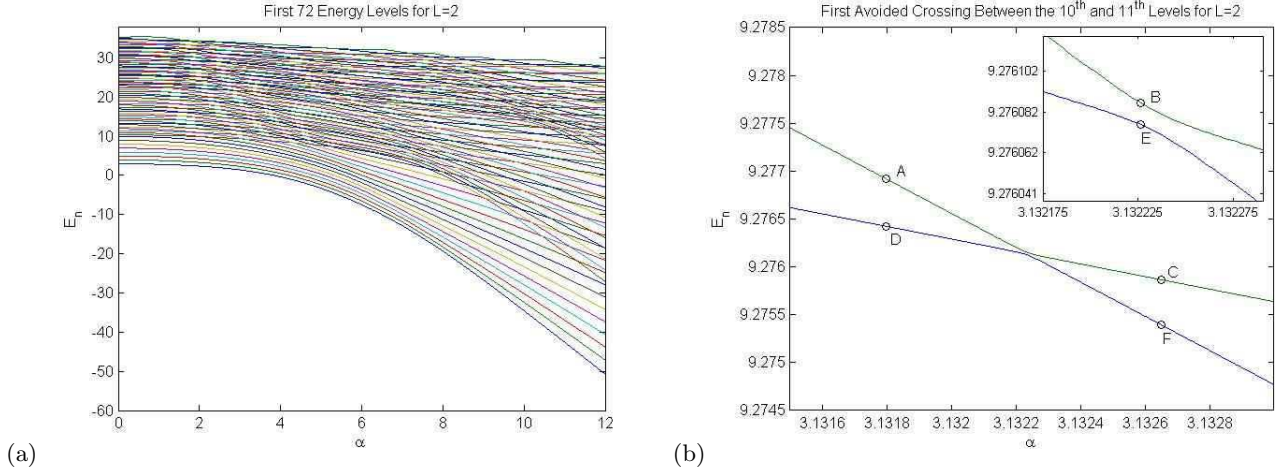 First 72 Energy Levels for L=2
E_n
30
20
10
0
-10
-20
-30
-40
-50
-60
0
2
4
6
8
10
12
α
(a)
First Avoided Crossing Between the 10th and 11th Levels for L=2
E_n
9.2785
9.278
9.2775
9.277
9.2765
9.276
9.2755
9.275
9.2745
3.1316
3.1318
3.132
3.1322
3.1324
3.1326
3.1328
α
A
D
C
F
9.276102
9.276082
9.276062
9.276041
3.132175
3.132225
3.132275
B
E
(b)